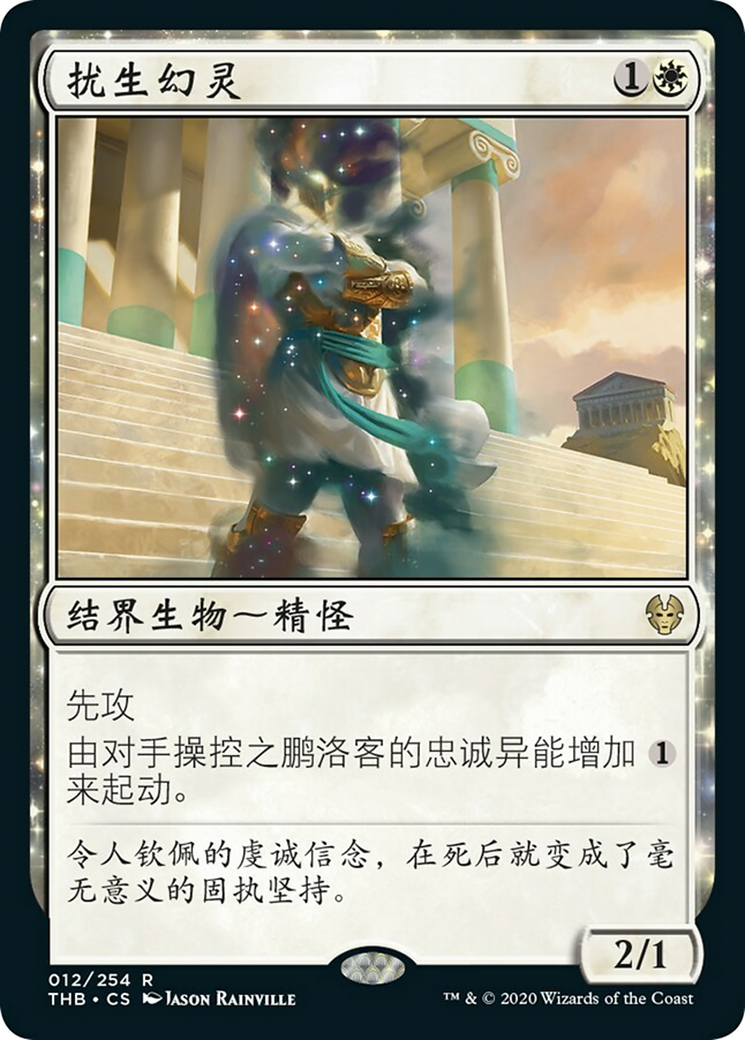 扰生幻灵 1
结界生物～精怪
先攻
由对手操控之鹏洛客的忠诚异能增加 1
来起动。
令人钦佩的虔诚信念，在死后就变成了毫
无意义的固执坚持。
2/1
012/254 R
THB • CS Jason Rainville
™ & © 2020 Wizards of the Coast